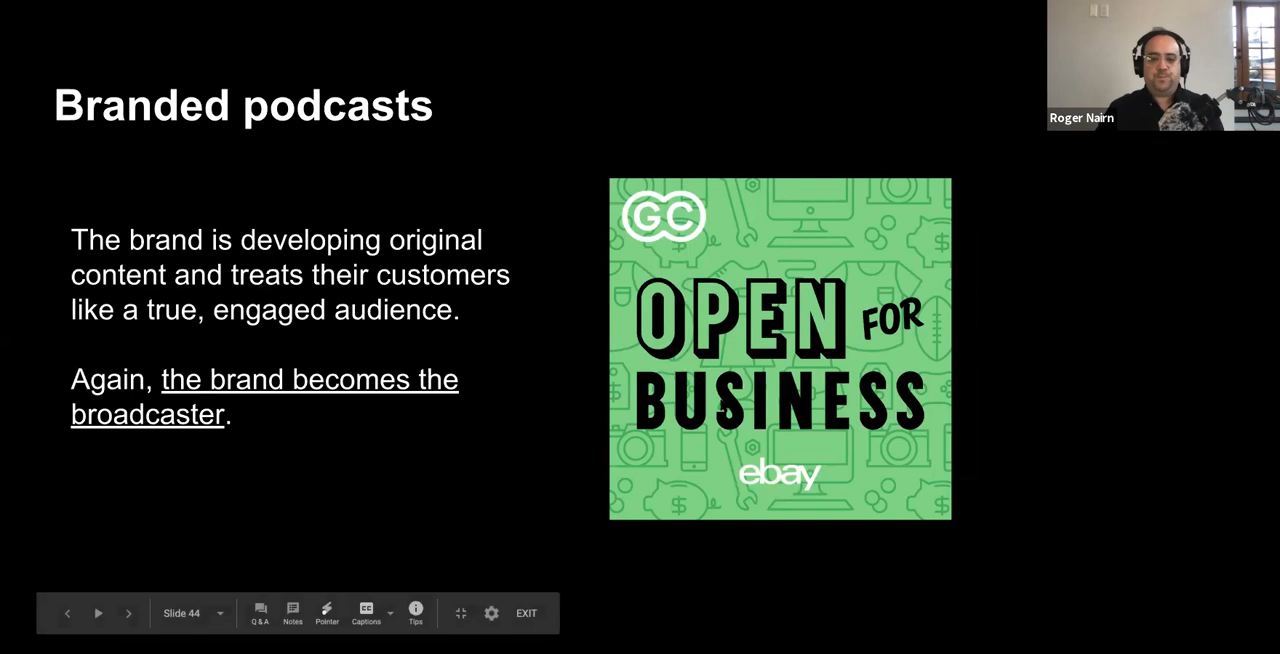 Branded podcasts
Roger Nairn
The brand is developing original
content and treats their customers
like a true, engaged audience.
Again, the brand becomes the
broadcaster.
GC
OPEN FOR
BUSINESS
ebay
Slide 44
Q & A
Notes
Pointer
CC
Captions
Tips
EXIT